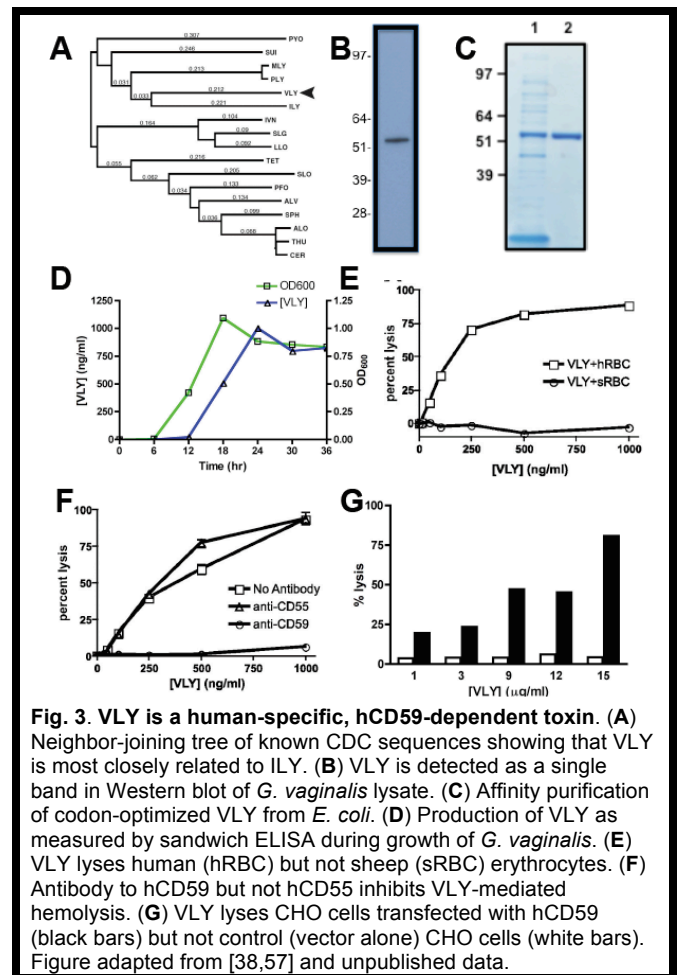 A
0.307
PYO
0.246
SUI
0.213
MLY
PLY
0.031
0.212
VLY
0.033
0.221
ILY
0.104
IVN
0.164
0.09
SLG
0.092
LLO
0.216
TET
0.055
0.205
SLO
0.062
0.133
PFO
0.034
0.134
ALV
0.099
SPH
0.036
0.066
ALO
THU
CER
B
97-
64-
51-
39-
28-
C
1 2
97
64
51
39
D
OD600
[VLY]
1250
1000
750
500
250
0
[VLY] (ng/ml)
1.25
1.00
0.75
0.50
0.25
0.00
OD600
0 6 12 18 24 30 36
Time (hr)
E
100
75
50
25
0
percent lysis
VLY+hRBC
VLY+sRBC
0 250 500 750 1000
[VLY] (ng/ml)
F
100
75
50
25
0
percent lysis
No Antibody
anti-CD55
anti-CD59
0 250 500 750 1000
[VLY] (ng/ml)
G
100
75
50
25
0
% lysis
1 3 9 12 15
[VLY] (µg/ml)
Fig. 3. VLY is a human-specific, hCD59-dependent toxin. (A)
Neighbor-joining tree of known CDC sequences showing that VLY
is most closely related to ILY. (B) VLY is detected as a single
band in Western blot of G. vaginalis lysate. (C) Affinity purification
of codon-optimized VLY from E. coli. (D) Production of VLY as
measured by sandwich ELISA during growth of G. vaginalis. (E)
VLY lyses human (hRBC) but not sheep (sRBC) erythrocytes. (F)
Antibody to hCD59 but not hCD55 inhibits VLY-mediated
hemolysis. (G) VLY lyses CHO cells transfected with hCD59
(black bars) but not control (vector alone) CHO cells (white bars).
Figure adapted from [38,57] and unpublished data.